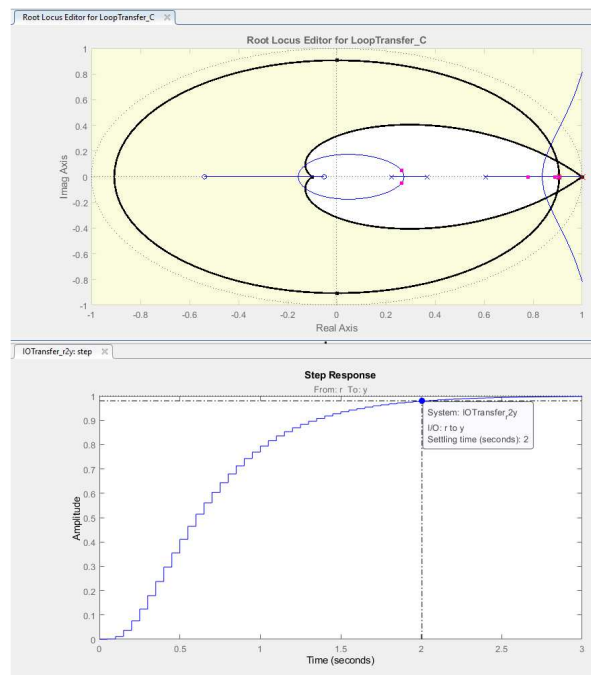 Root Locus Editor for LoopTransfer_C ×
Root Locus Editor for LoopTransfer_C
1
0.8
0.6
0.4
0.2
0
-0.2
-0.4
-0.6
-0.8
-1
Imag Axis
-1 -0.8 -0.6 -0.4 -0.2 0 0.2 0.4 0.6 0.8 1
Real Axis
IOTransfer_r2y: step ×
Step Response
From: r To: y
1
0.9
0.8
0.7
0.6
0.5
0.4
0.3
0.2
0.1
0
Amplitude
System: IOTransfer_r2y
I/O: r to y
Settling time (seconds): 2
0 0.5 1 1.5 2 2.5 3
Time (seconds)